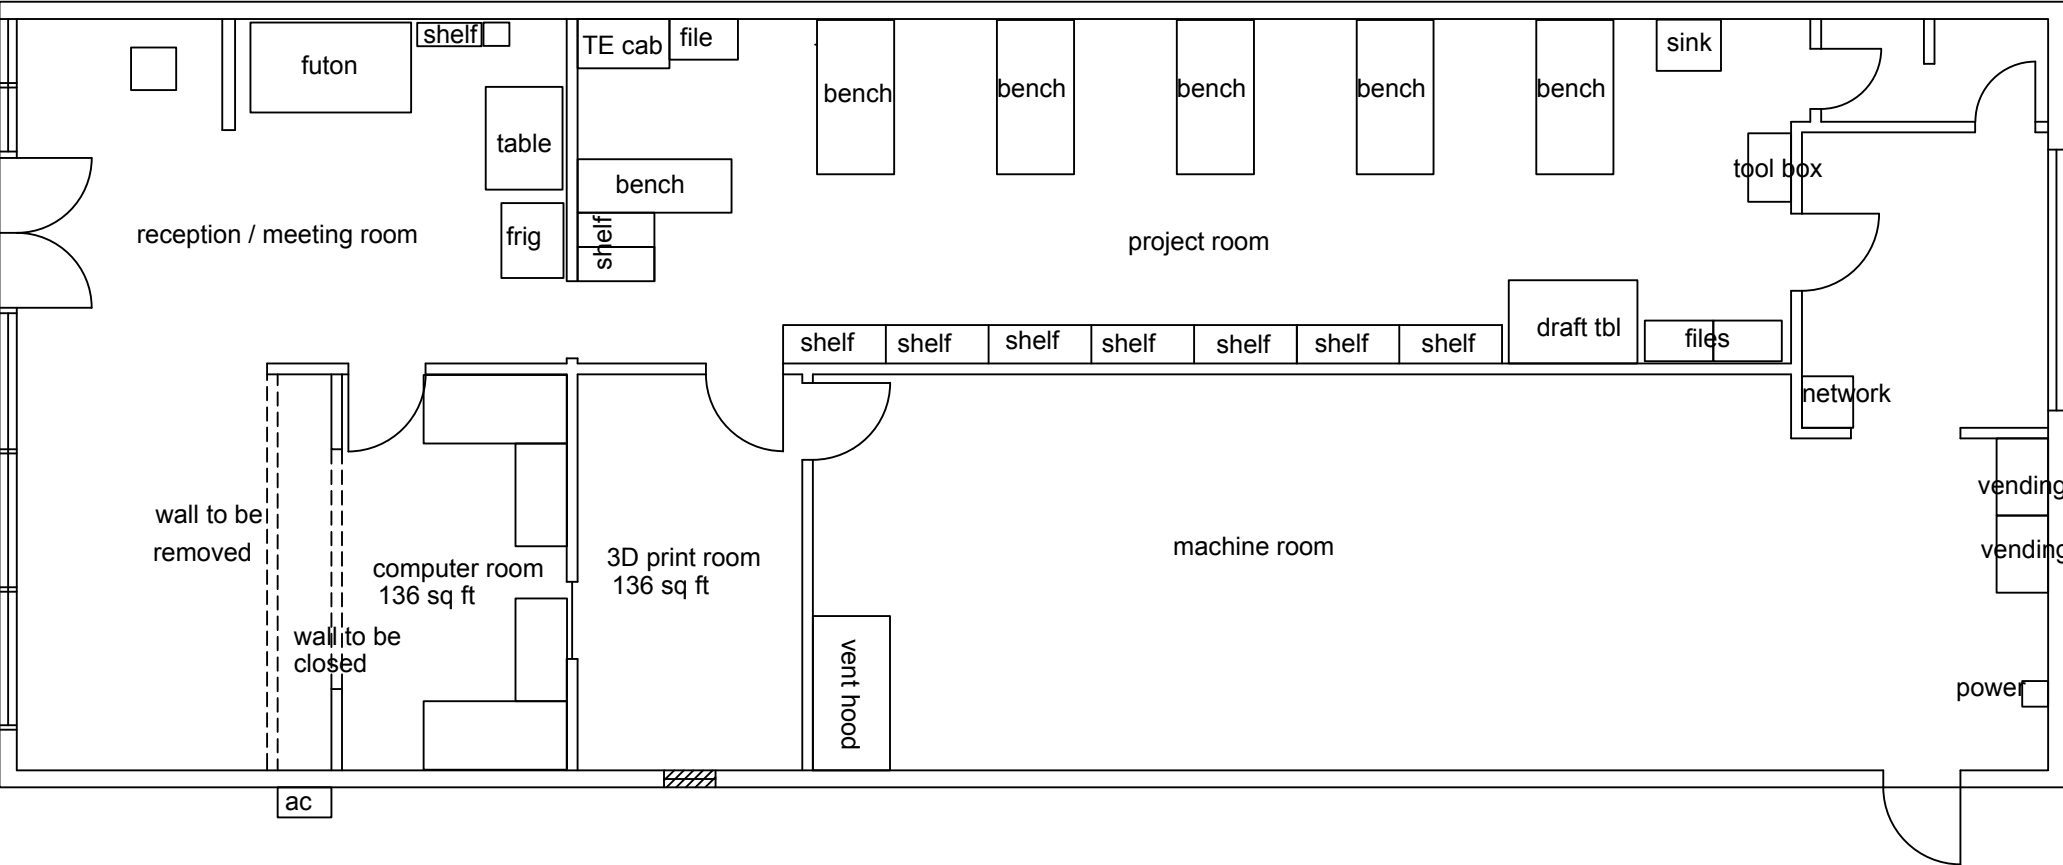 shelf
TE cab
file
sink
futon
bench
bench
bench
bench
bench
table
tool box
bench
reception / meeting room
frig
shelf
project room
shelf
shelf
shelf
shelf
shelf
shelf
shelf
draft tbl
files
network
vending
wall to be
removed
machine room
vending
computer room
136 sq ft
3D print room
136 sq ft
wall to be
closed
vent hood
power
ac